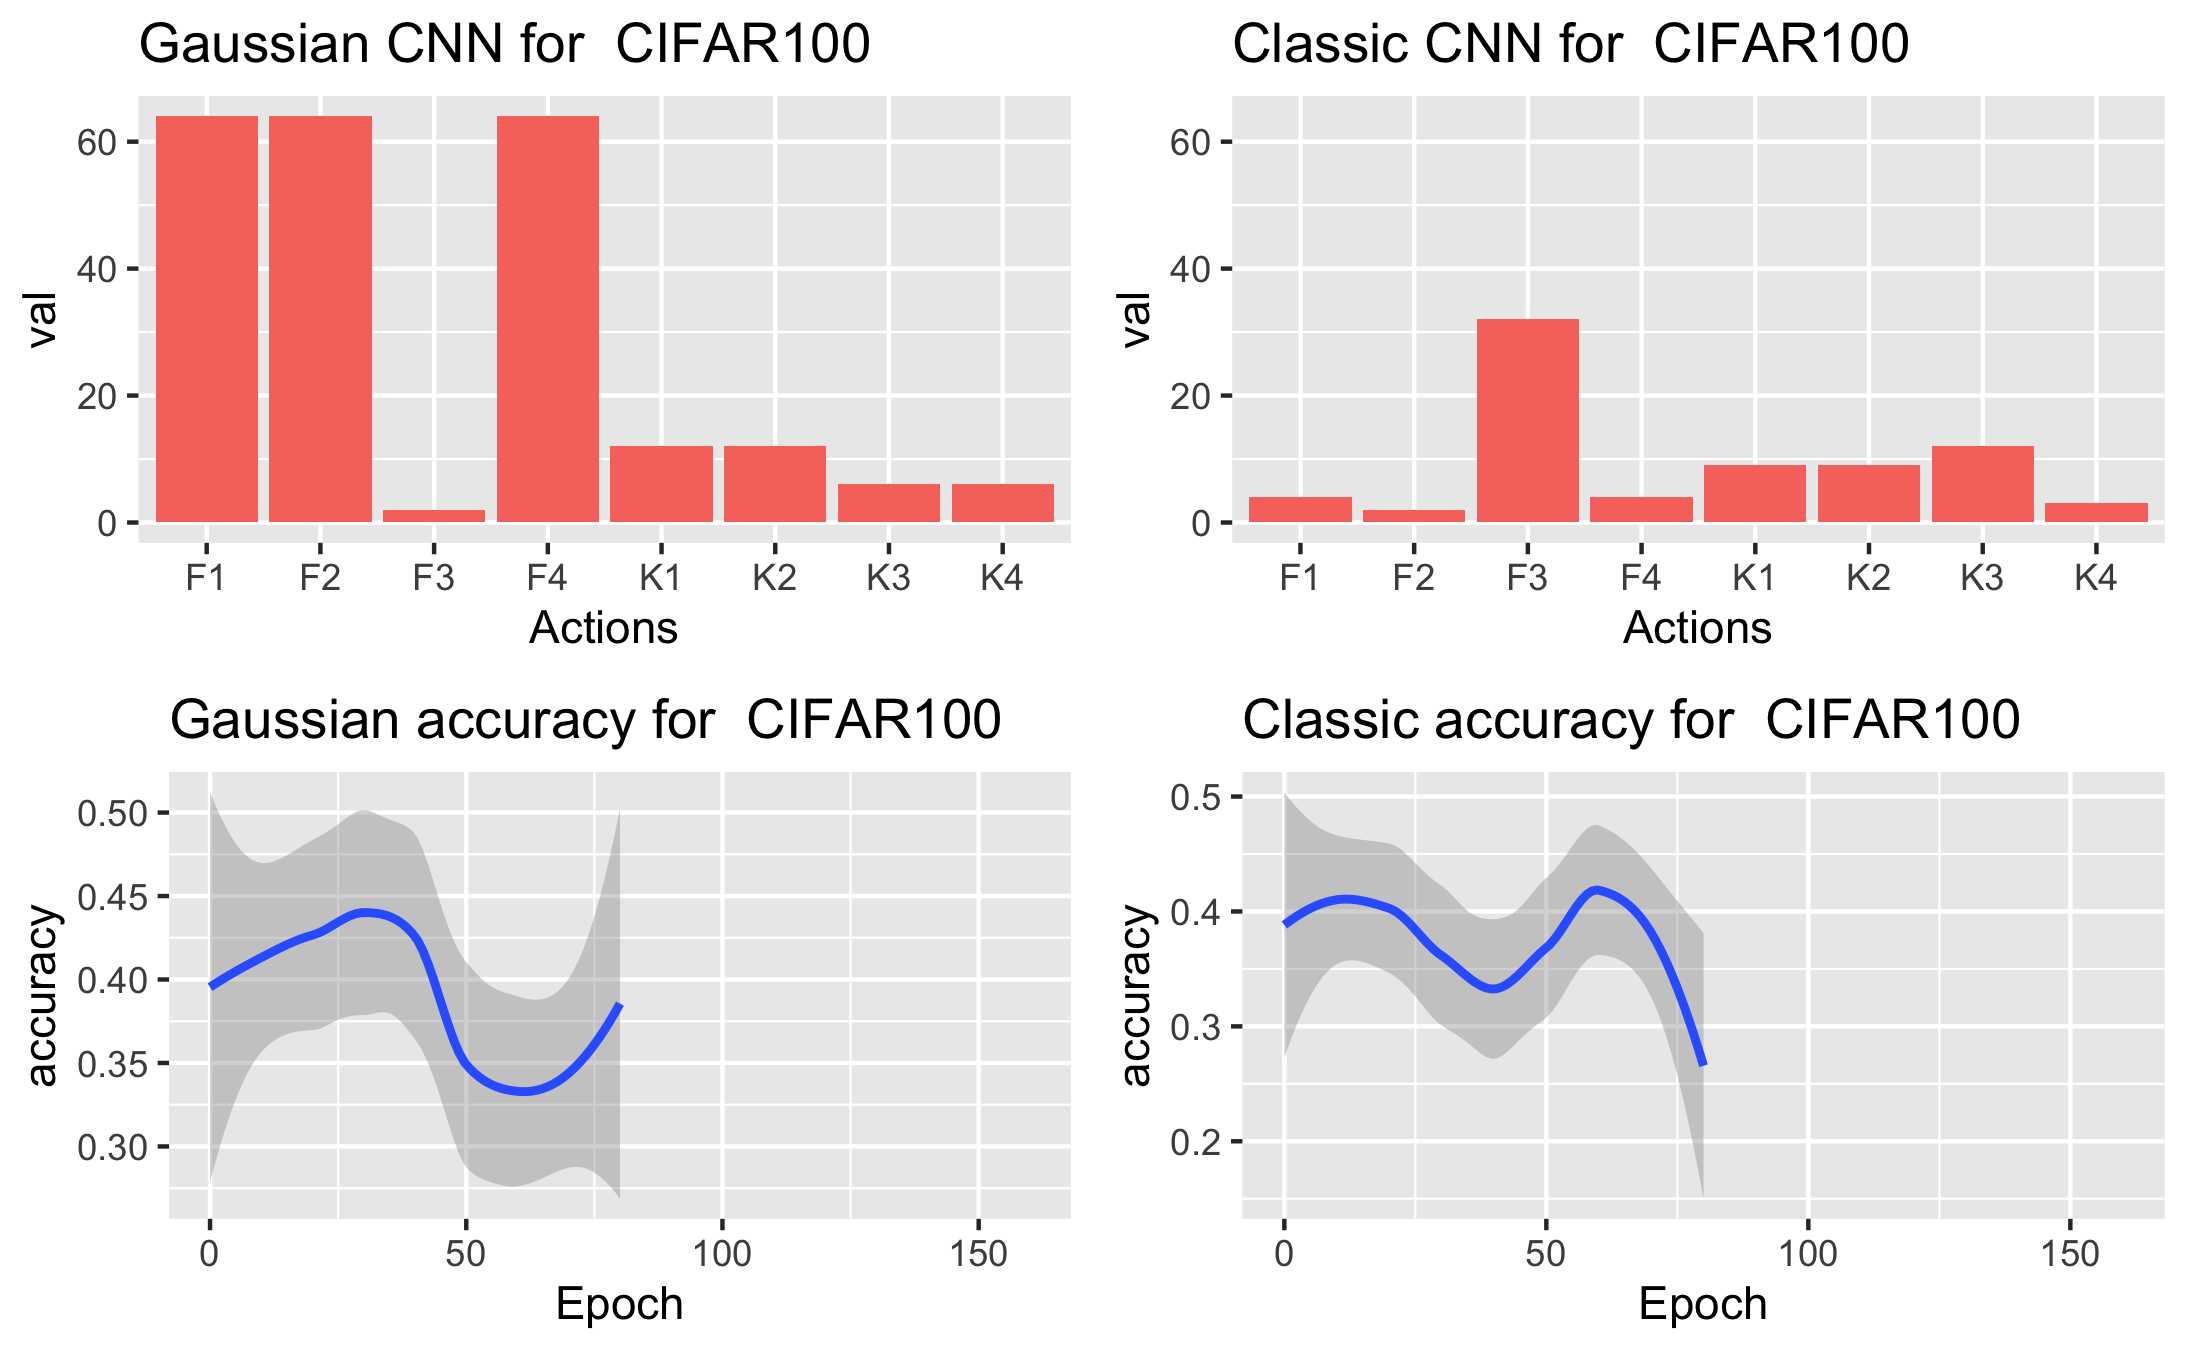 Gaussian CNN for  CIFAR100
val
60
40
20
0
F1 F2 F3 F4 K1 K2 K3 K4
Actions
Classic CNN for  CIFAR100
val
60
40
20
0
F1 F2 F3 F4 K1 K2 K3 K4
Actions
Gaussian accuracy for  CIFAR100
accuracy
0.50
0.45
0.40
0.35
0.30
0 50 100 150
Epoch
Classic accuracy for  CIFAR100
accuracy
0.5
0.4
0.3
0.2
0 50 100 150
Epoch